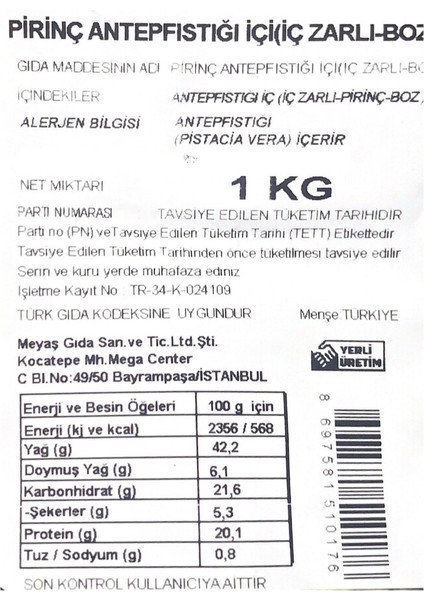 PİRİNÇ ANTEPFISTIĞI İÇİ(İÇ ZARLI-BOZ
GIDA MADDESİNİN ADI PİRİNÇ ANTEPFISTIĞI İÇİ(İÇ ZARLI-BO
İÇİNDEKİLER ANTEPFISTIGI İÇ (İÇ ZARLI-PİRİNÇ-BOZ)
ALERJEN BİLGİSİ ANTEPFISTIGI
(PİSTACİA VERA) İÇERİR
NET MİKTARI 1 KG
PARTİ NUMARASI TAVSİYE EDİLEN TÜKETİM TARİHİDİR
Parti no (PN) veTavsiye Edilen Tüketim Tarihi (TETT) Etikettedir
Tavsiye Edilen Tüketim Tarihinden önce tüketilmesi tavsiye edilir
Serin ve kuru yerde muhafaza ediniz
İşletme Kayıt No TR-34-K-024109
TÜRK GIDA KODEKSİNE UYGUNDUR Menşe TÜRKİYE
Meyaş Gıda San.ve Tic.Ltd.Şti.
Kocatepe Mh.Mega Center
C Bl.No:49/50 Bayrampaşa/İSTANBUL
YERLİ
ÜRETİM
Enerji ve Besin Öğeleri 100 g için
Enerji (kj ve kcal) 2356 / 568
Yağ (g) 42,2
Doymuş Yağ (g) 6,1
Karbonhidrat (g) 21,6
-Şekerler (g) 5,3
Protein (g) 20,1
Tuz / Sodyum (g) 0,8
8 697581 510176
SON KONTROL KULLANICIYA AİTTİR